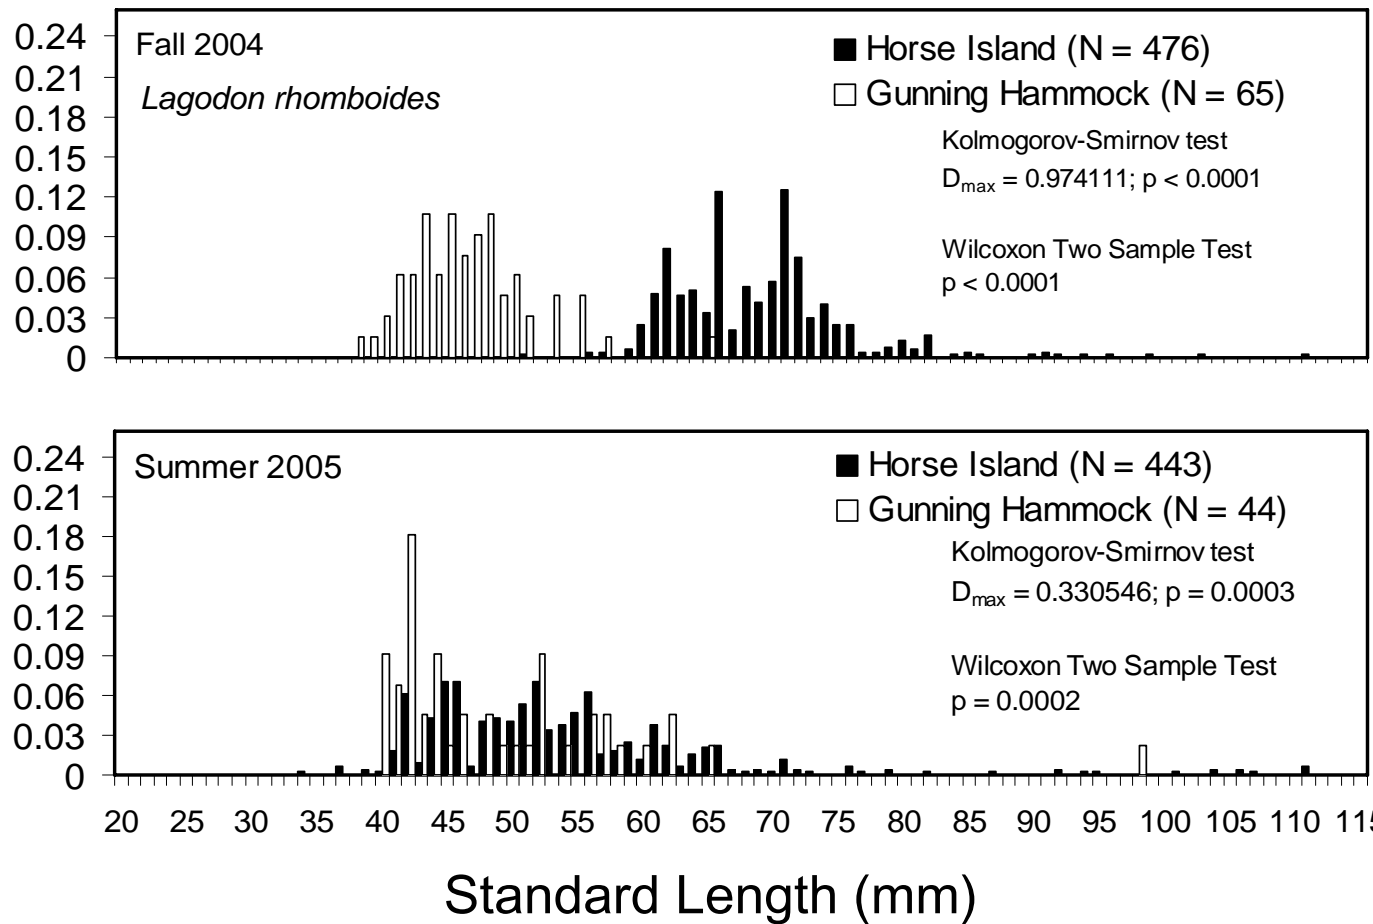 0.24
0.21
0.18
0.15
0.12
0.09
0.06
0.03
0
Fall 2004
Lagodon rhomboides
Horse Island (N = 476)
Gunning Hammock (N = 65)
Kolmogorov-Smirnov test
Dmax = 0.974111; p < 0.0001
Wilcoxon Two Sample Test
p < 0.0001
0.24
0.21
0.18
0.15
0.12
0.09
0.06
0.03
0
Summer 2005
Horse Island (N = 443)
Gunning Hammock (N = 44)
Kolmogorov-Smirnov test
Dmax = 0.330546; p = 0.0003
Wilcoxon Two Sample Test
p = 0.0002
20 25 30 35 40 45 50 55 60 65 70 75 80 85 90 95 100 105 110 115
Standard Length (mm)